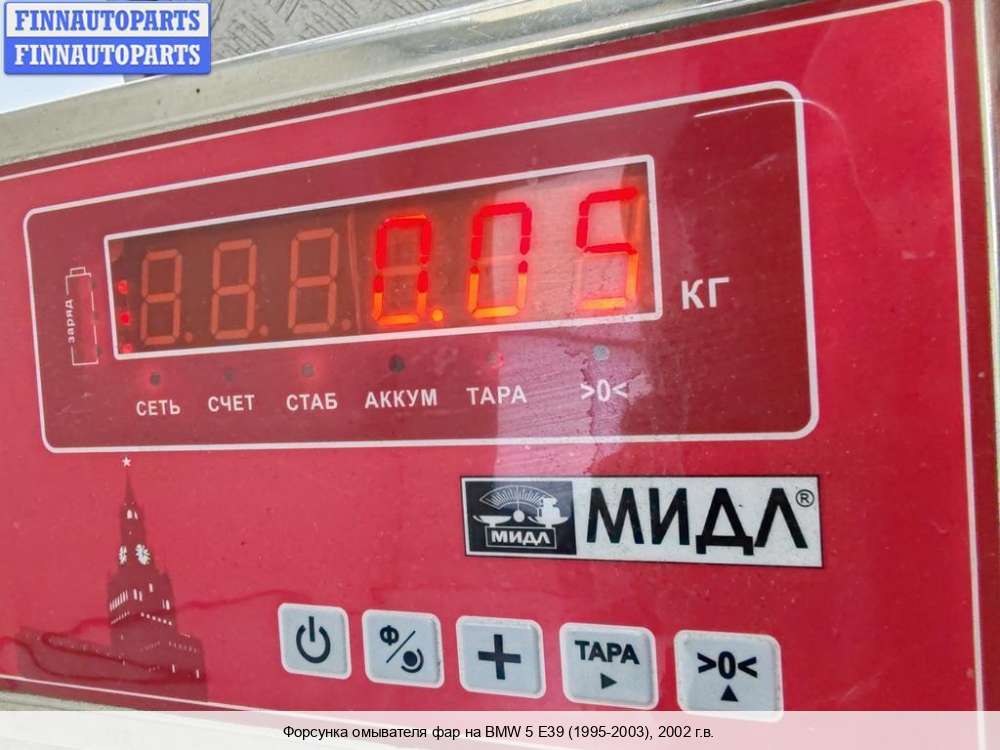 FINNAUTOPARTS
FINNAUTOPARTS
0.05 КГ
заряд
СЕТЬ СЧЕТ СТАБ АККУМ ТАРА >0<
МИДЛ МИДЛ®
Ф ТАРА >0<
Форсунка омывателя фар на BMW 5 E39 (1995-2003), 2002 г.в.